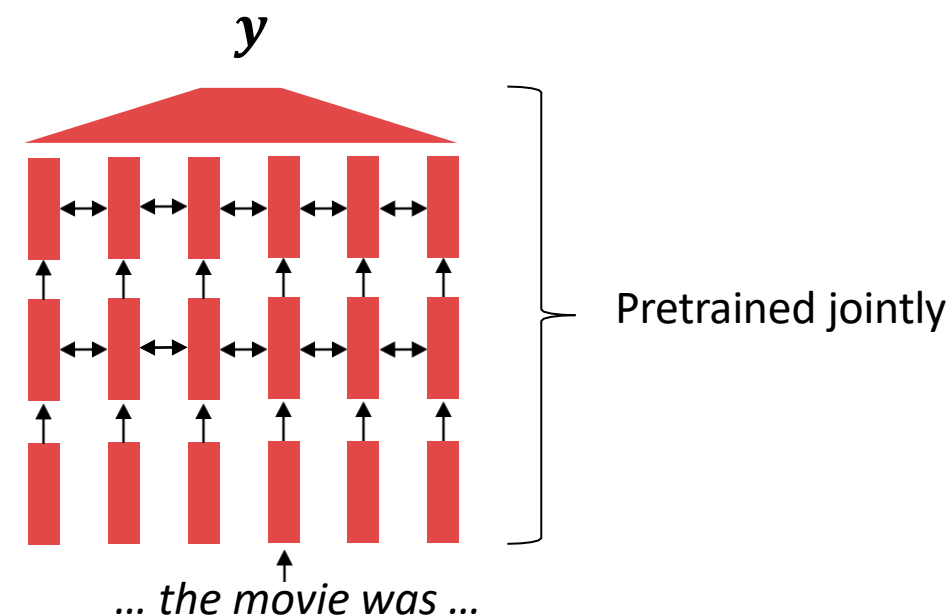 y
Pretrained jointly
… the movie was …